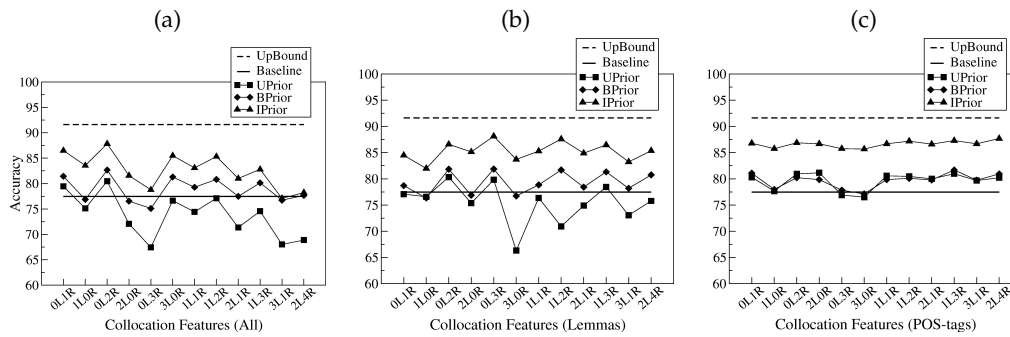 (a)
UpBound
Baseline
UPrior
BPrior
IPrior
100
95
90
85
80
75
70
65
60
Accuracy
0L1R 1L0R 0L2R 2L0R 0L3R 3L0R 1L1R 1L2R 2L1R 1L3R 3L1R 2L4R
Collocation Features (All)
(b)
UpBound
Baseline
UPrior
BPrior
IPrior
100
95
90
85
80
75
70
65
60
0L1R 1L0R 0L2R 2L0R 0L3R 3L0R 1L1R 1L2R 2L1R 1L3R 3L1R 2L4R
Collocation Features (Lemmas)
(c)
UpBound
Baseline
UPrior
BPrior
IPrior
100
95
90
85
80
75
70
65
60
0L1R 1L0R 0L2R 2L0R 0L3R 3L0R 1L1R 1L2R 2L1R 1L3R 3L1R 2L4R
Collocation Features (POS-tags)